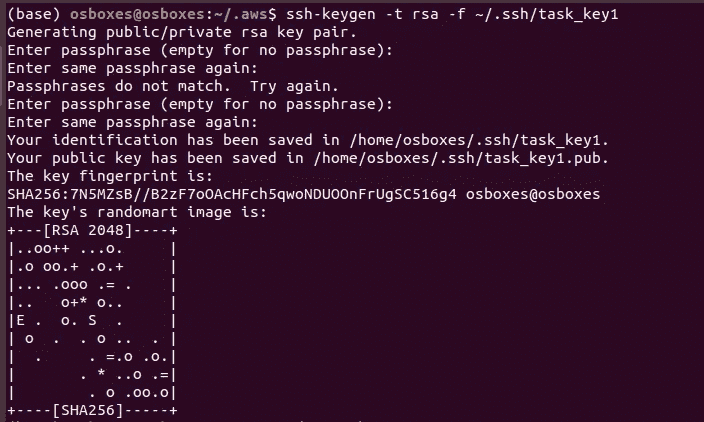 (base) osboxes@osboxes:~/.aws$ ssh-keygen -t rsa -f ~/.ssh/task_key1
Generating public/private rsa key pair.
Enter passphrase (empty for no passphrase):
Enter same passphrase again:
Passphrases do not match.  Try again.
Enter passphrase (empty for no passphrase):
Enter same passphrase again:
Your identification has been saved in /home/osboxes/.ssh/task_key1.
Your public key has been saved in /home/osboxes/.ssh/task_key1.pub.
The key fingerprint is:
SHA256:7N5MZsB//B2zF7oOAcHFch5qwoNDUOOnFrUgSC516g4 osboxes@osboxes
The key's randomart image is:
+---[RSA 2048]----+
|..oo++ ...o.     |
|.o oo.+ .o.+     |
|... .ooo .= .    |
|..   o+* o..     |
|E .  o. S  .     |
| o  .  . o ..  . |
|  .     . =.o .o.|
|       . * ..o .=|
|        . o .oo.o|
+----[SHA256]-----+